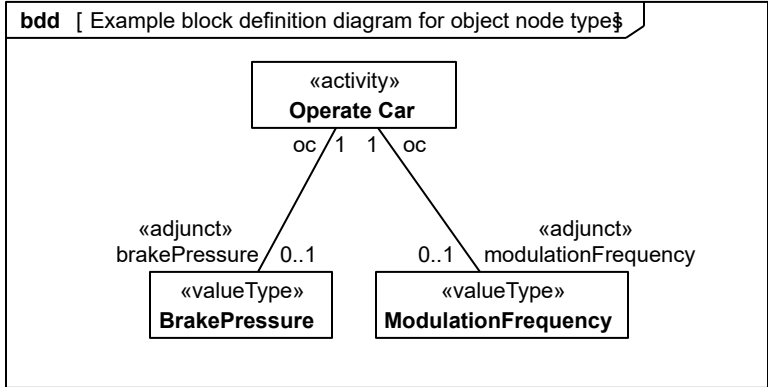 bdd [ Example block definition diagram for object node types]
«activity»
Operate Car
oc 1 1 oc
«adjunct» «adjunct»
brakePressure 0..1 0..1 modulationFrequency
«valueType» «valueType»
BrakePressure ModulationFrequency